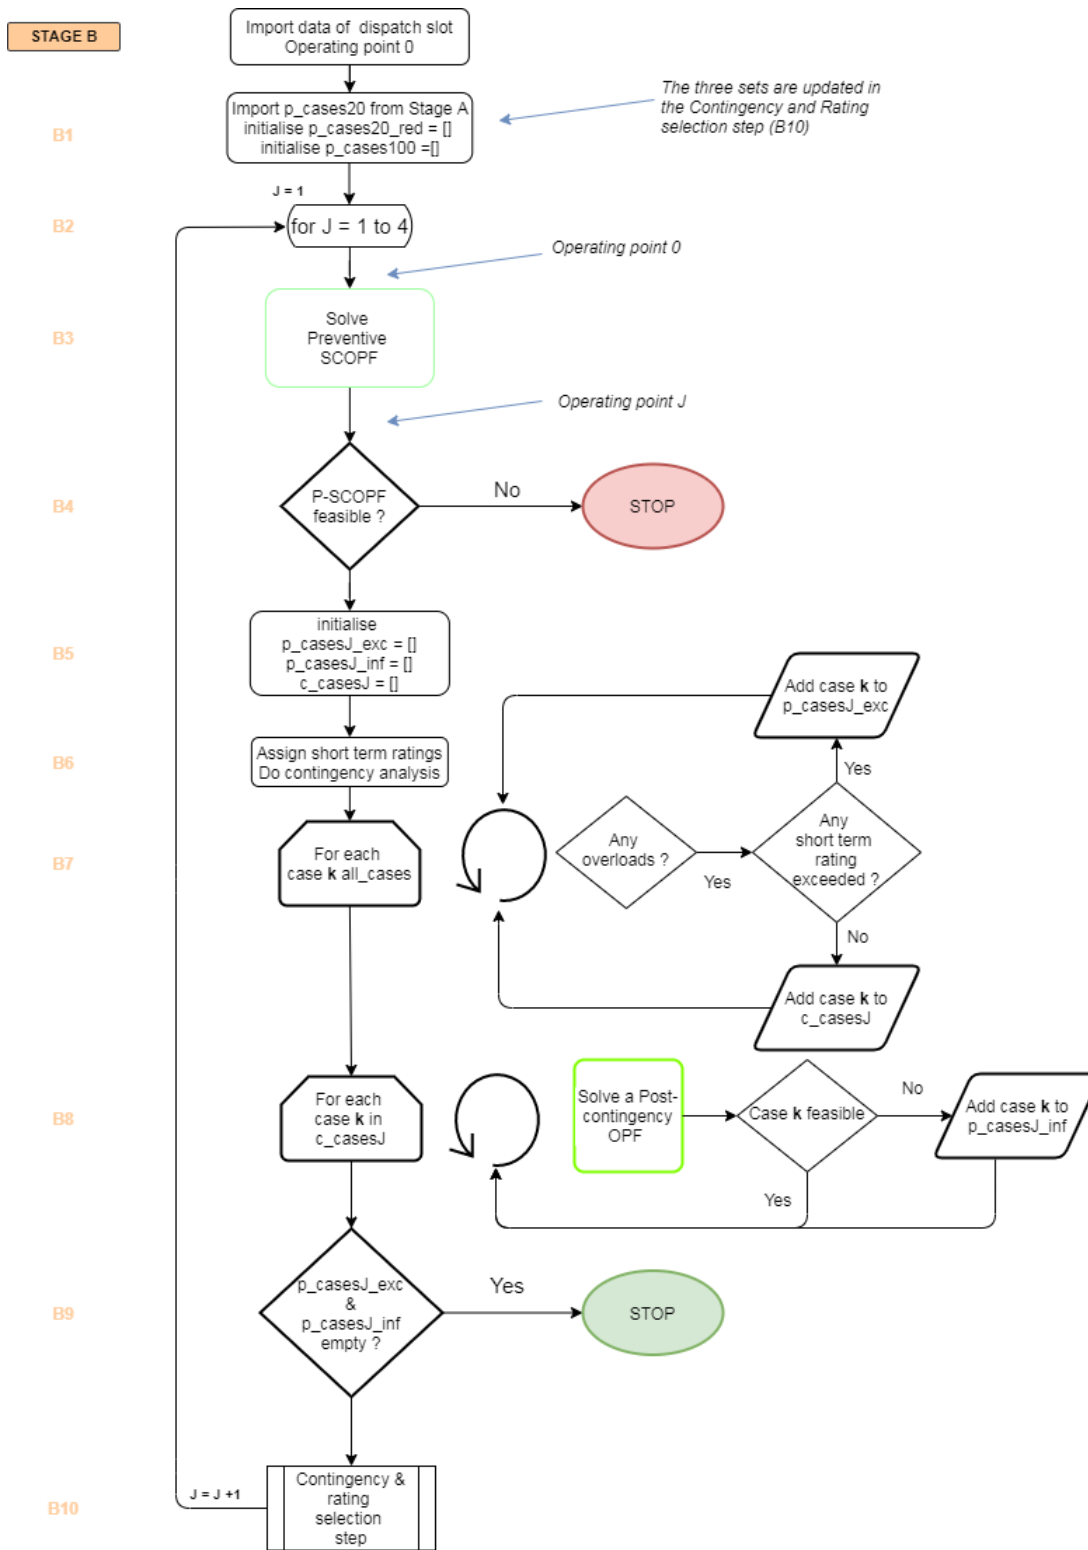 STAGE B
Import data of dispatch slot
Operating point 0
The three sets are updated in
the Contingency and Rating
selection step (B10)
B1
Import p_cases20 from Stage A
initialise p_cases20_red = []
initialise p_cases100 =[]
J = 1
B2
for J = 1 to 4
Operating point 0
B3
Solve
Preventive
SCOPF
Operating point J
B4
P-SCOPF
feasible ?
No
STOP
B5
initialise
p_casesJ_exc = []
p_casesJ_inf = []
c_casesJ = []
Add case k to
p_casesJ_exc
B6
Assign short term ratings
Do contingency analysis
Yes
B7
For each
case k all_cases
Any
overloads ?
Yes
Any
short term
rating
exceeded ?
No
Add case k to
c_casesJ
B8
For each
case k in
c_casesJ
Solve a Post-
contingency
OPF
Case k feasible
No
Add case k to
p_casesJ_inf
Yes
B9
p_casesJ_exc
&
p_casesJ_inf
empty ?
Yes
STOP
J = J +1
B10
Contingency &
rating
selection
step